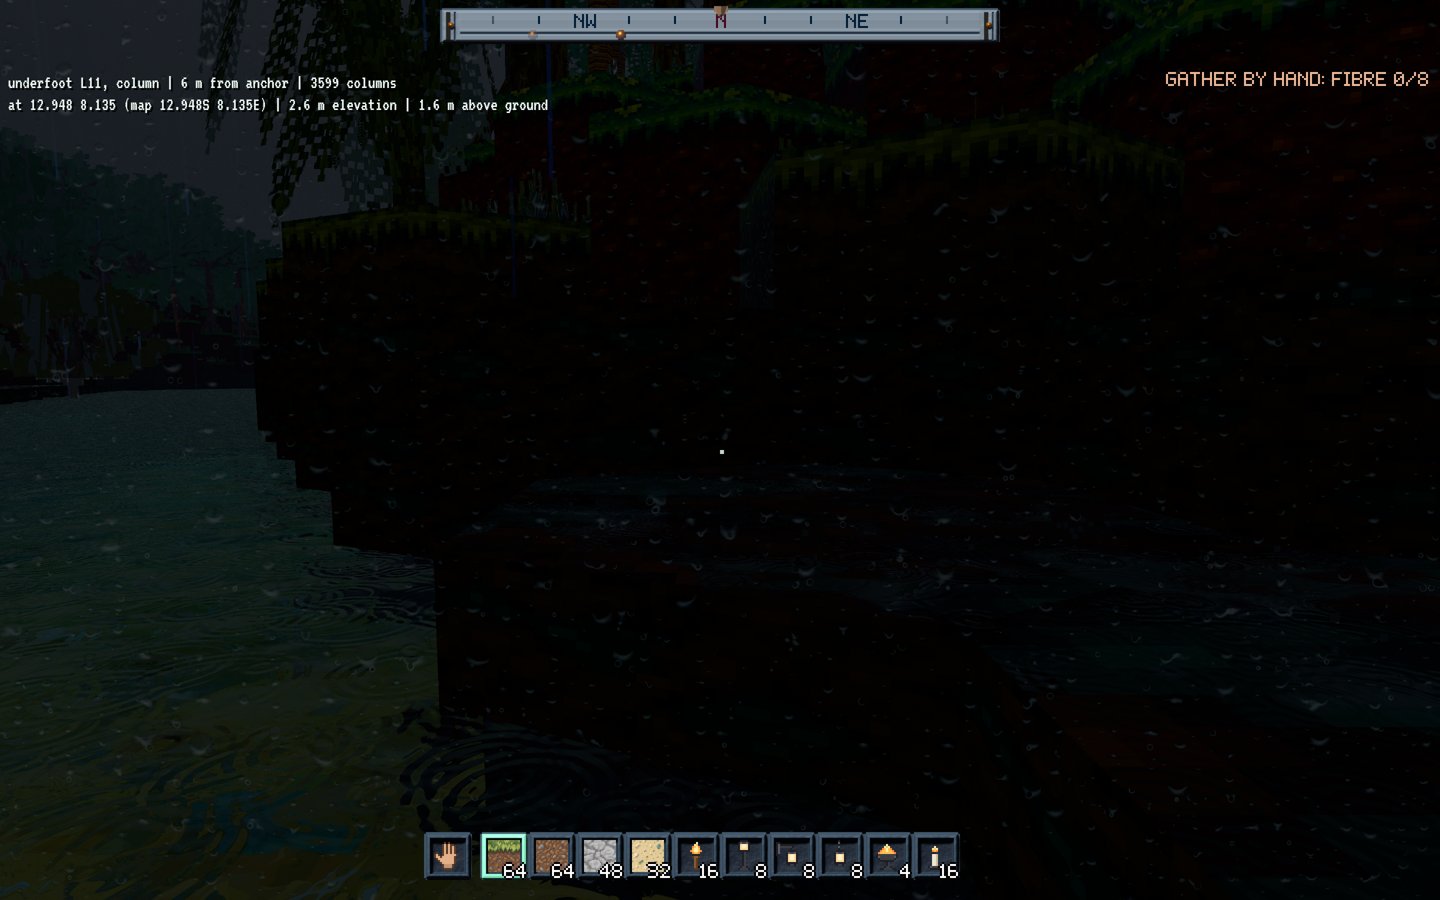 NW N NE
underfoot L11, column | 6 m from anchor | 3599 columns
GATHER BY HAND: FIBRE 0/8
at 12.948 8.135 (map 12.948S 8.135E) | 2.6 m elevation | 1.6 m above ground
64 64 48 32 16 8 8 8 4 16